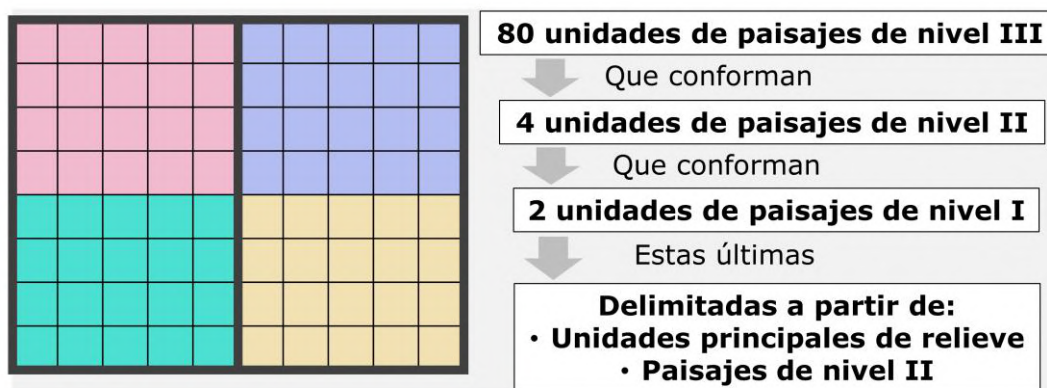 80 unidades de paisajes de nivel III
Que conforman
4 unidades de paisajes de nivel II
Que conforman
2 unidades de paisajes de nivel I
Estas últimas
Delimitadas a partir de:
• Unidades principales de relieve
• Paisajes de nivel II